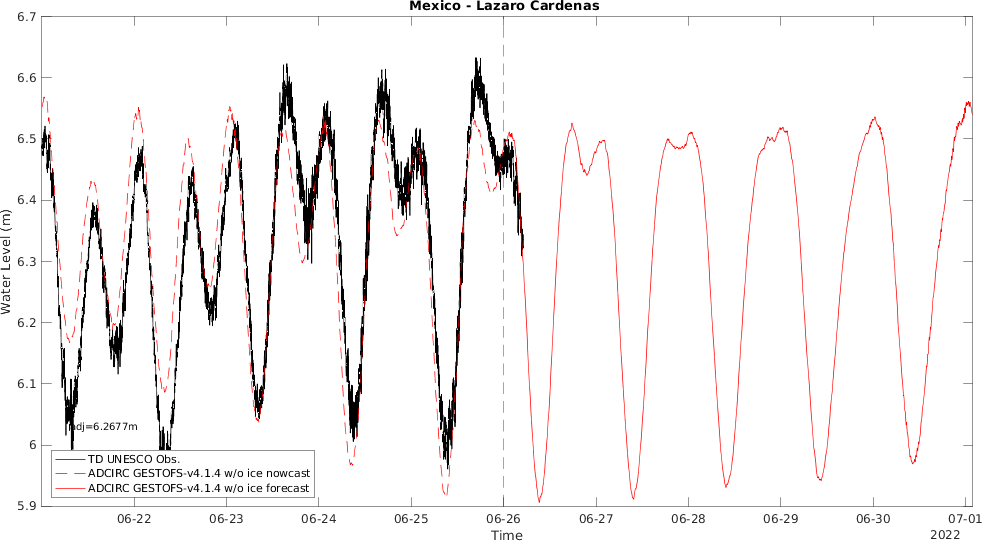 Mexico - Lazaro Cardenas
Water Level (m)
6.7
6.6
6.5
6.4
6.3
6.2
6.1
6
5.9
adj=6.2677m
TD UNESCO Obs.
ADCIRC GESTOFS-v4.1.4 w/o ice nowcast
ADCIRC GESTOFS-v4.1.4 w/o ice forecast
06-22 06-23 06-24 06-25 06-26 06-27 06-28 06-29 06-30 07-01
Time
2022